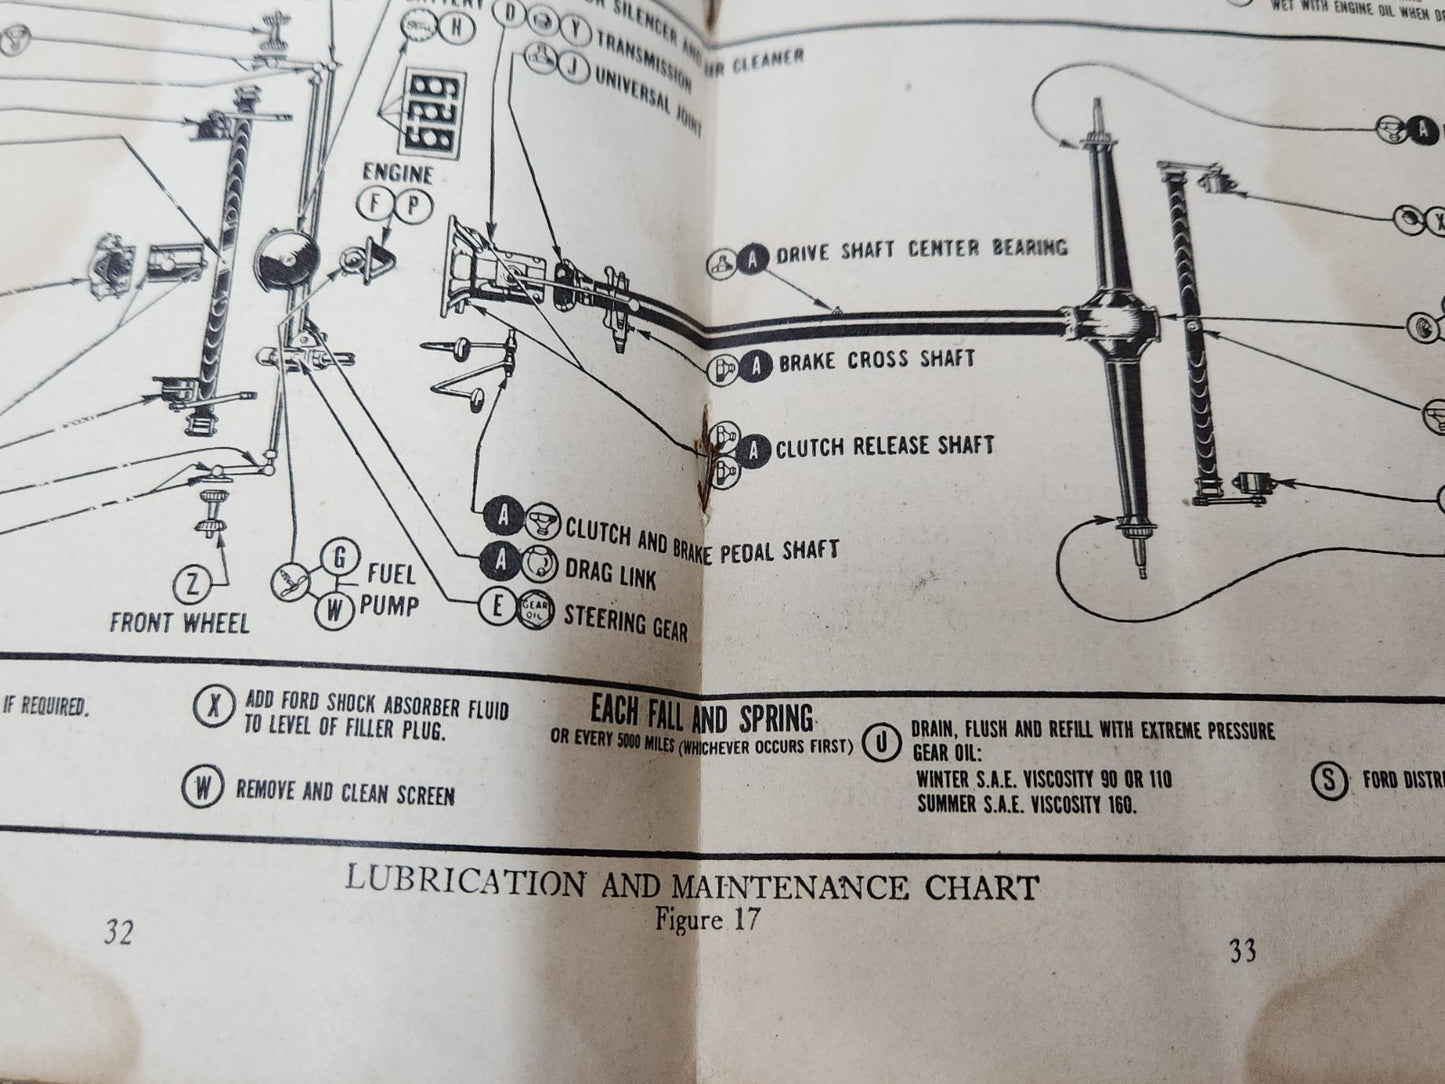 WET WITH ENGINE OIL WHEN
BATTERY
H
D
Y
SILENCER AND AIR CLEANER
TRANSMISSION
J
UNIVERSAL JOINT
ENGINE
F P
A DRIVE SHAFT CENTER BEARING
A
X
A BRAKE CROSS SHAFT
A CLUTCH RELEASE SHAFT
A CLUTCH AND BRAKE PEDAL SHAFT
A DRAG LINK
E GEAR OIL STEERING GEAR
G
W
FUEL
PUMP
Z
FRONT WHEEL
IF REQUIRED.
X ADD FORD SHOCK ABSORBER FLUID
TO LEVEL OF FILLER PLUG.
W REMOVE AND CLEAN SCREEN
EACH FALL AND SPRING
OR EVERY 5000 MILES (WHICHEVER OCCURS FIRST)
U DRAIN, FLUSH AND REFILL WITH EXTREME PRESSURE
GEAR OIL:
WINTER S.A.E. VISCOSITY 90 OR 110
SUMMER S.A.E. VISCOSITY 160.
S FORD
LUBRICATION AND MAINTENANCE CHART
Figure 17
32
33